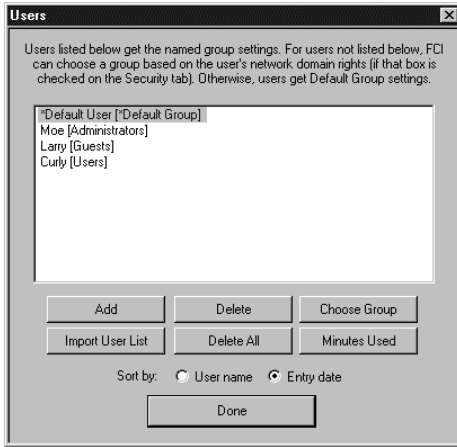 Users
Users listed below get the named group settings. For users not listed below, FCI
can choose a group based on the user's network domain rights (if that box is
checked on the Security tab). Otherwise, users get Default Group settings.
*Default User [*Default Group]
Moe [Administrators]
Larry [Guests]
Curly [Users]
Add Delete Choose Group
Import User List Delete All Minutes Used
Sort by: User name Entry date
Done